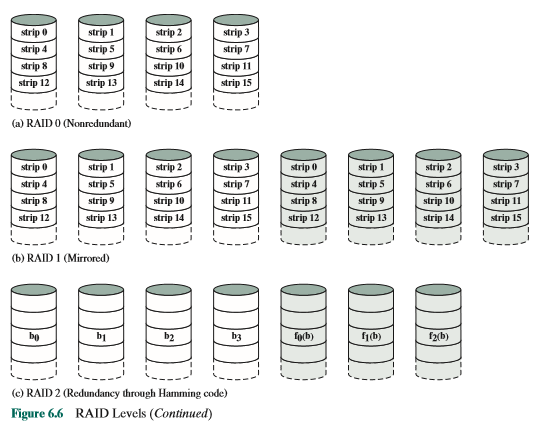 strip 0 strip 1 strip 2 strip 3
strip 4 strip 5 strip 6 strip 7
strip 8 strip 9 strip 10 strip 11
strip 12 strip 13 strip 14 strip 15
(a) RAID 0 (Nonredundant)
strip 0 strip 1 strip 2 strip 3 strip 0 strip 1 strip 2 strip 3
strip 4 strip 5 strip 6 strip 7 strip 4 strip 5 strip 6 strip 7
strip 8 strip 9 strip 10 strip 11 strip 8 strip 9 strip 10 strip 11
strip 12 strip 13 strip 14 strip 15 strip 12 strip 13 strip 14 strip 15
(b) RAID 1 (Mirrored)
b0 b1 b2 b3 f0(b) f1(b) f2(b)
(c) RAID 2 (Redundancy through Hamming code)
Figure 6.6 RAID Levels (Continued)